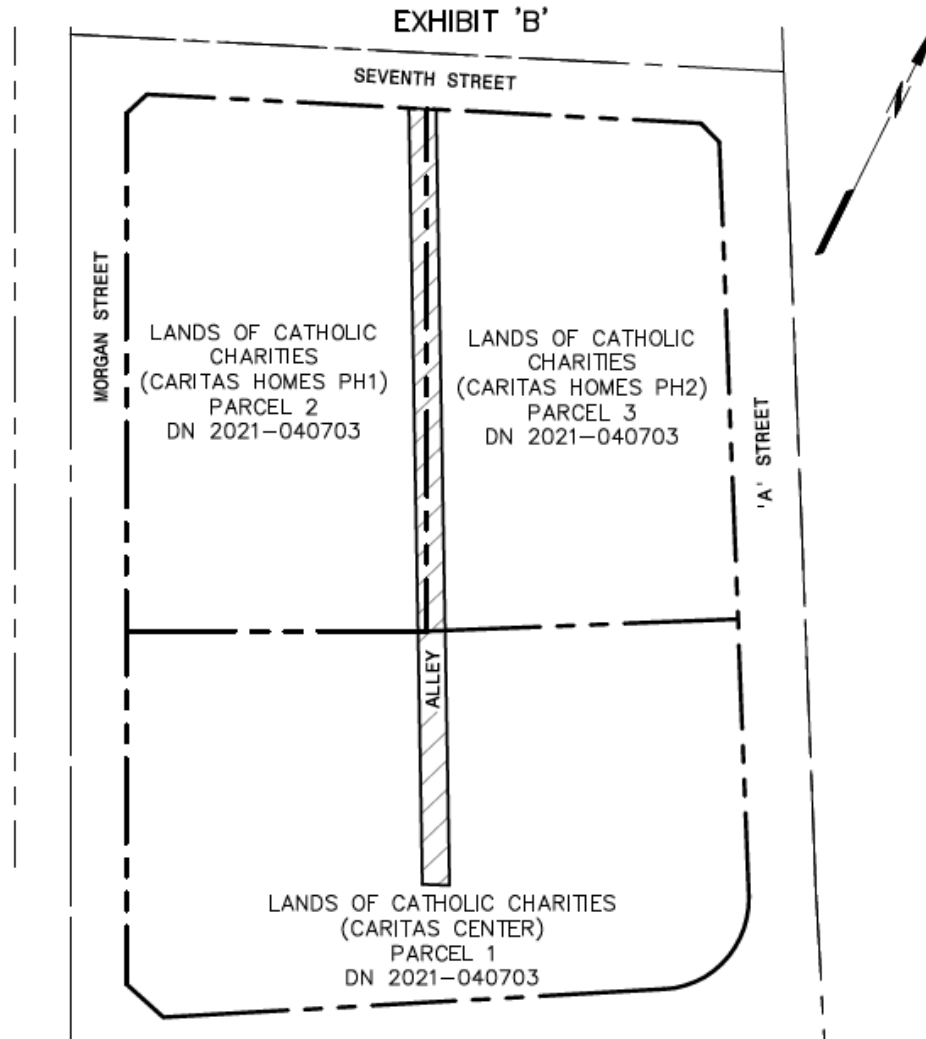 EXHIBIT 'B'
SEVENTH STREET
MORGAN STREET
LANDS OF CATHOLIC
CHARITIES
(CARITAS HOMES PH1)
PARCEL 2
DN 2021-040703
LANDS OF CATHOLIC
CHARITIES
(CARITAS HOMES PH2)
PARCEL 3
DN 2021-040703
'A' STREET
ALLEY
LANDS OF CATHOLIC CHARITIES
(CARITAS CENTER)
PARCEL 1
DN 2021-040703
N